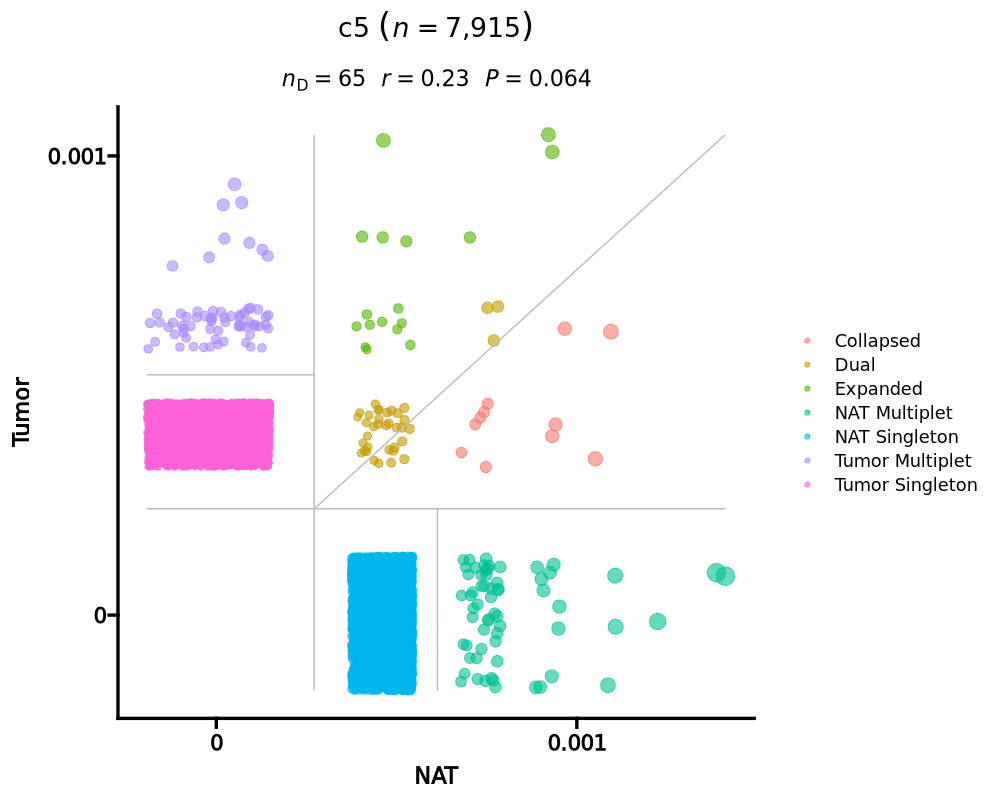 c5 (n = 7,915)
n_D = 65 r = 0.23 P = 0.064
0.001
0
Tumor
0
0.001
NAT
Collapsed
Dual
Expanded
NAT Multiplet
NAT Singleton
Tumor Multiplet
Tumor Singleton